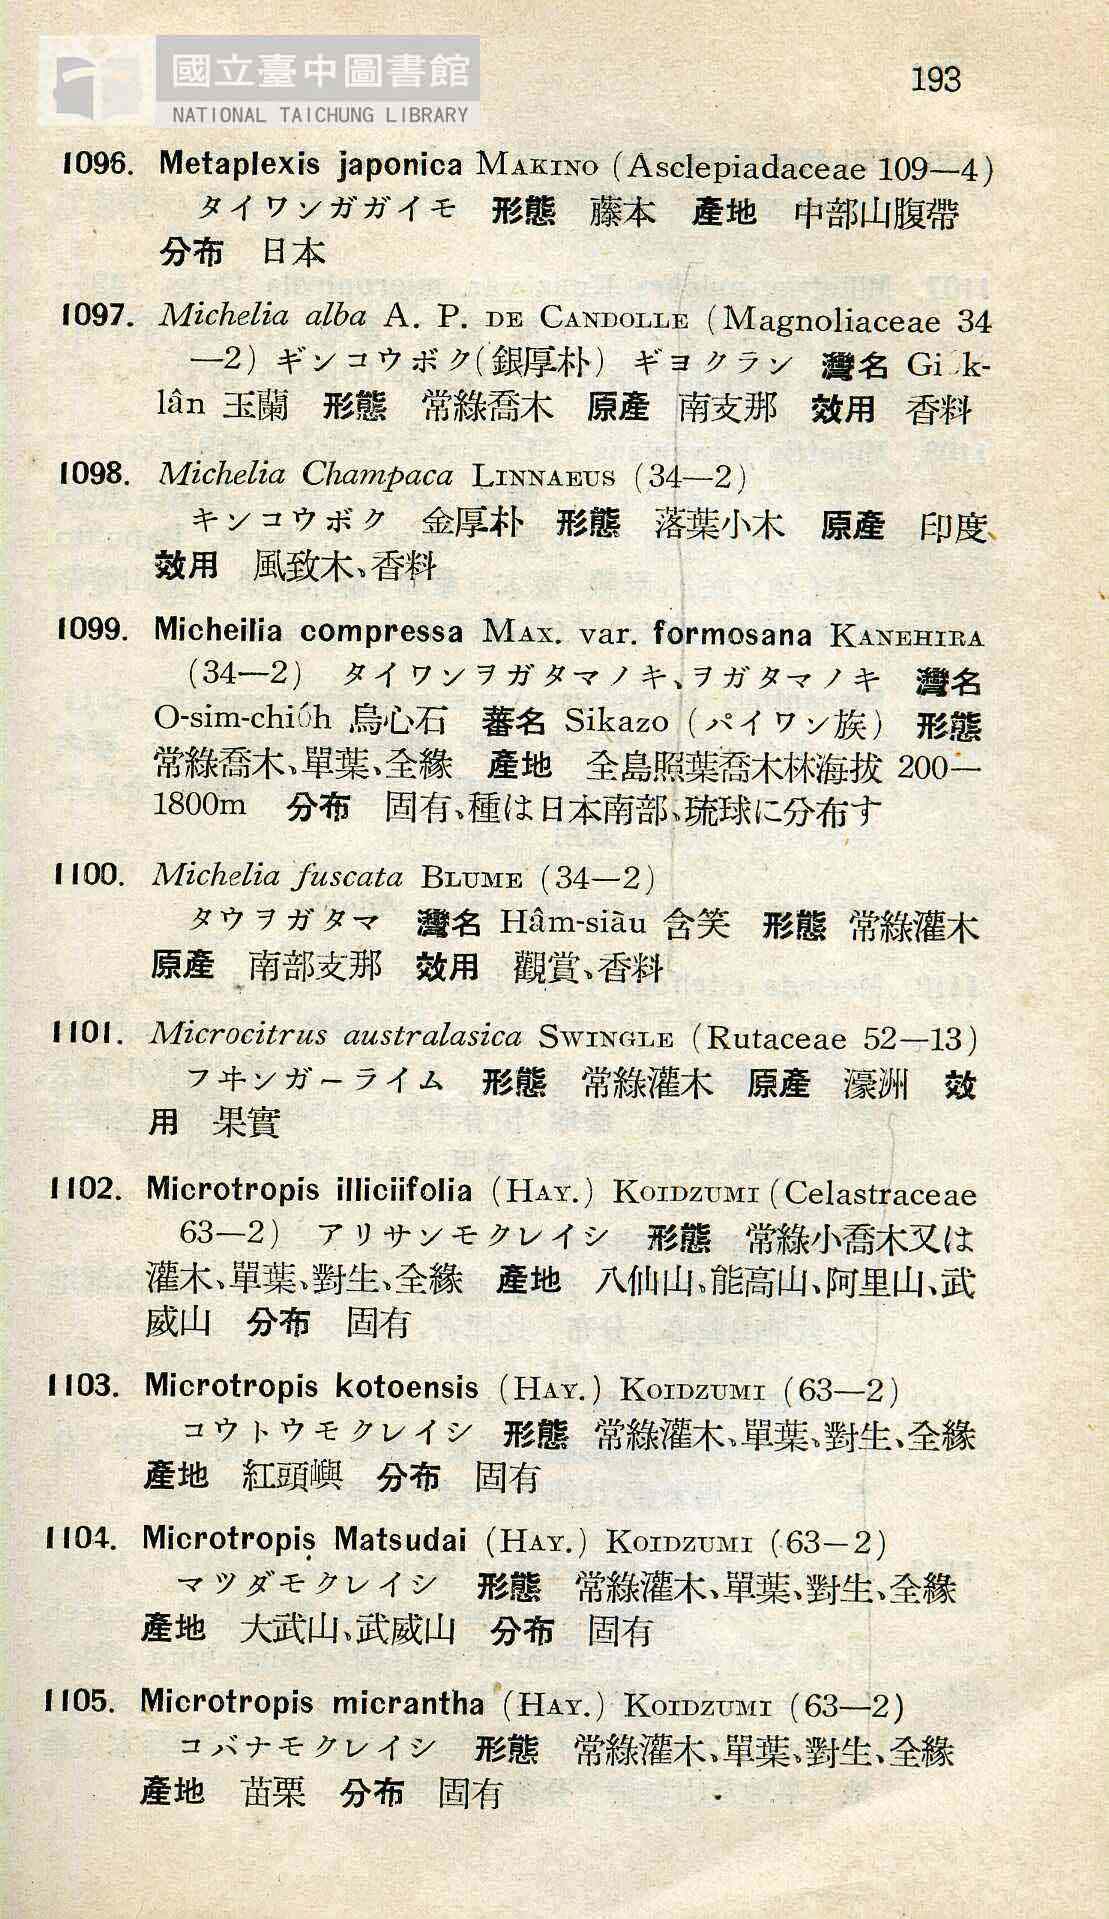 國立臺中圖書館
NATIONAL TAICHUNG LIBRARY
193
1096. Metaplexis japonica MAKINO (Asclepiadaceae 109—4)
タイワンガガイモ 形態 藤本 產地 中部山腹帶
分布 日本
1097. Michelia alba A. P. DE CANDOLLE (Magnoliaceae 34
—2) ギンコウボク(銀厚朴) ギヨクラン 灣名
lân 玉蘭 形態 常綠喬木 原產 南支那 效用 香料
1098. Michelia Champaca LINNAEUS (34—2)
キンコウボク 金厚朴 形態 落葉小木 原產 印度、
效用 風致木、香料
1099. Micheilia compressa MAX. var. formosana KANEHIRA
(34—2) タイワンヲガタマノキ、ヲガタマノキ 灣名
O-sim-chióh 烏心石 蕃名 Sikazo (パイワン族) 形態
常綠喬木、單葉、全緣 產地 全島照葉喬木林海拔 200—
1800m 分布 固有、種は日本南部、琉球に分布す
1100. Michelia fuscata BLUME (34—2)
タウヲガタマ 灣名 Hâm-siàu 含笑 形態 常綠灌木
原產 南部支那 效用 觀賞、香料
1101. Microcitrus australasica SWINGLE (Rutaceae 52—13)
フヰンガーライム 形態 常綠灌木 原產 濠洲 效
用 果實
1102. Microtropis illiciifolia (HAY.) KOIDZUMI (Celastraceae
63—2) アリサンモクレイシ 形態 常綠小喬木又は
灌木、單葉、對生、全緣 產地 八仙山、能高山、阿里山、武
威山 分布 固有
1103. Microtropis kotoensis (HAY.) KOIDZUMI (63—2)
コウトウモクレイシ 形態 常綠灌木、單葉、對生、全緣
產地 紅頭嶼 分布 固有
1104. Microtropis Matsudai (HAY.) KOIDZUMI (63—2)
マツダモクレイシ 形態 常綠灌木、單葉、對生、全緣
產地 大武山、武威山 分布 固有
1105. Microtropis micrantha (HAY.) KOIDZUMI (63—2)
コバナモクレイシ 形態 常綠灌木、單葉、對生、全緣
產地 苗栗 分布 固有